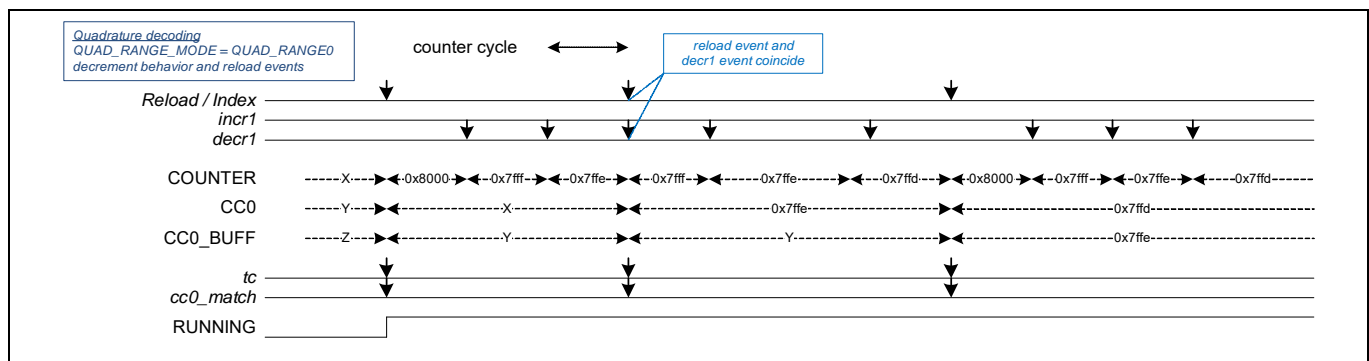 Quadrature decoding
QUAD_RANGE_MODE = QUAD_RANGE0
decrement behavior and reload events
counter cycle
reload event and
decr1 event coincide
Reload / Index
incr1
decr1
COUNTER X 0x8000 0x7fff 0x7ffe 0x7fff 0x7ffe 0x7ffd 0x8000 0x7fff 0x7ffe 0x7ffd
CC0 Y X 0x7ffe 0x7ffd
CC0_BUFF Z Y Y 0x7ffe
tc
cc0_match
RUNNING